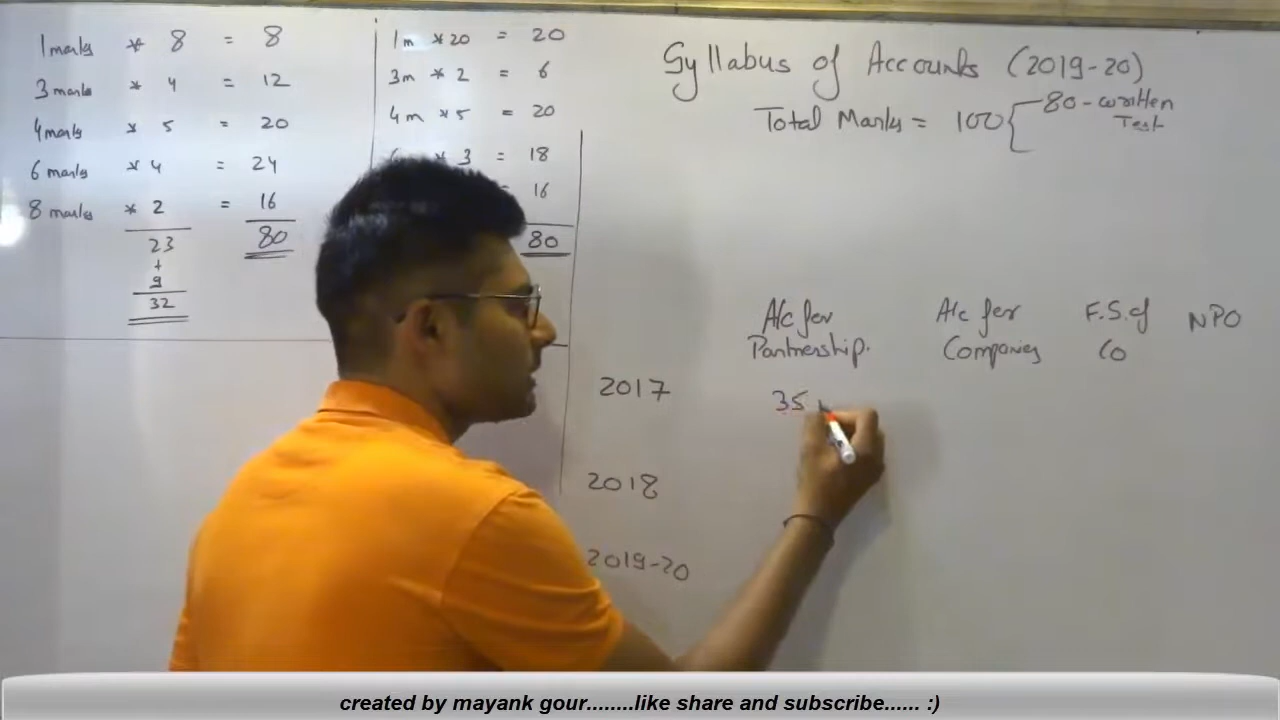 1 marks * 8 = 8
3 marks * 4 = 12
4 marks * 5 = 20
6 marks * 4 = 24
8 marks * 2 = 16
23 80
+
9
32
1m * 20 = 20
3m * 2 = 6
4m * 5 = 20
* 3 = 18
= 16
80
Syllabus of Accounts (2019-20)
Total Marks = 100 { 80 - written
Test
A/c for A/c for F.S. of NPO
Partnership. Companies Co
2017 35
2018
2019-20
created by mayank gour........like share and subscribe...... :)